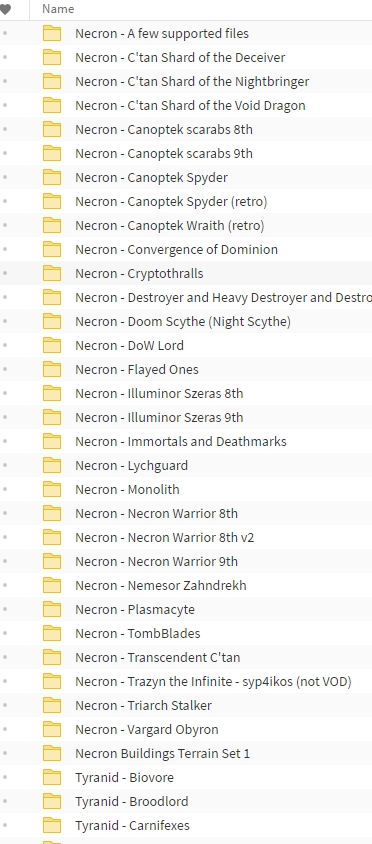 Name
Necron - A few supported files
Necron - C'tan Shard of the Deceiver
Necron - C'tan Shard of the Nightbringer
Necron - C'tan Shard of the Void Dragon
Necron - Canoptek scarabs 8th
Necron - Canoptek scarabs 9th
Necron - Canoptek Spyder
Necron - Canoptek Spyder (retro)
Necron - Canoptek Wraith (retro)
Necron - Convergence of Dominion
Necron - Cryptothralls
Necron - Destroyer and Heavy Destroyer and Destro
Necron - Doom Scythe (Night Scythe)
Necron - DoW Lord
Necron - Flayed Ones
Necron - Illuminor Szeras 8th
Necron - Illuminor Szeras 9th
Necron - Immortals and Deathmarks
Necron - Lychguard
Necron - Monolith
Necron - Necron Warrior 8th
Necron - Necron Warrior 8th v2
Necron - Necron Warrior 9th
Necron - Nemesor Zahndrekh
Necron - Plasmacyte
Necron - TombBlades
Necron - Transcendent C'tan
Necron - Trazyn the Infinite - syp4ikos (not VOD)
Necron - Triarch Stalker
Necron - Vargard Obyron
Necron Buildings Terrain Set 1
Tyranid - Biovore
Tyranid - Broodlord
Tyranid - Carnifexes